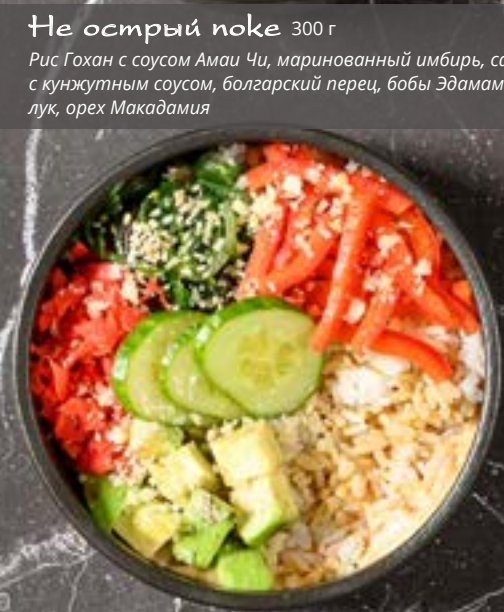 Не острый поке 300 г
Рис Гохан с соусом Амаи Чи, маринованный имбирь,
с кунжутным соусом, болгарский перец, бобы
лук, орех Макадамия